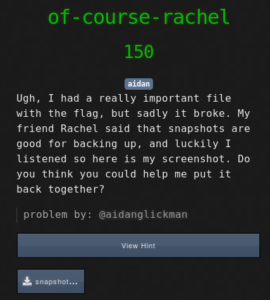 of-course-rachel
150
aidan
Ugh, I had a really important file
with the flag, but sadly it broke. My
friend Rachel said that snapshots are
good for backing up, and luckily I
listened so here is my screenshot. Do
you think you could help me put it
back together?
problem by: @aidanglickman
View Hint
snapshot...